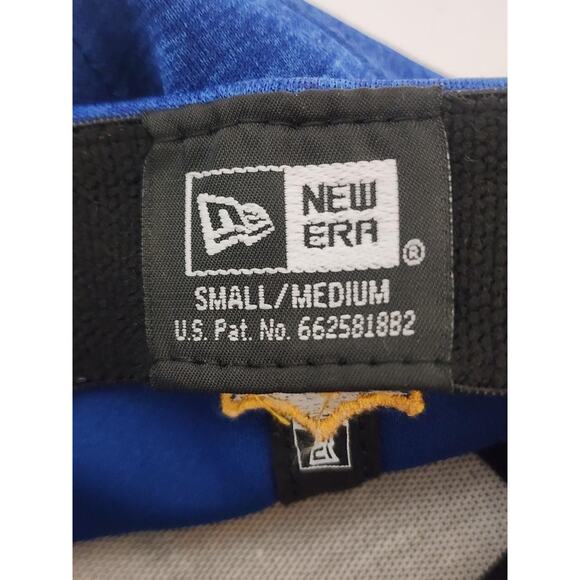 NEW
ERA
®
SMALL/MEDIUM
U.S. Pat. No. 6625818B2